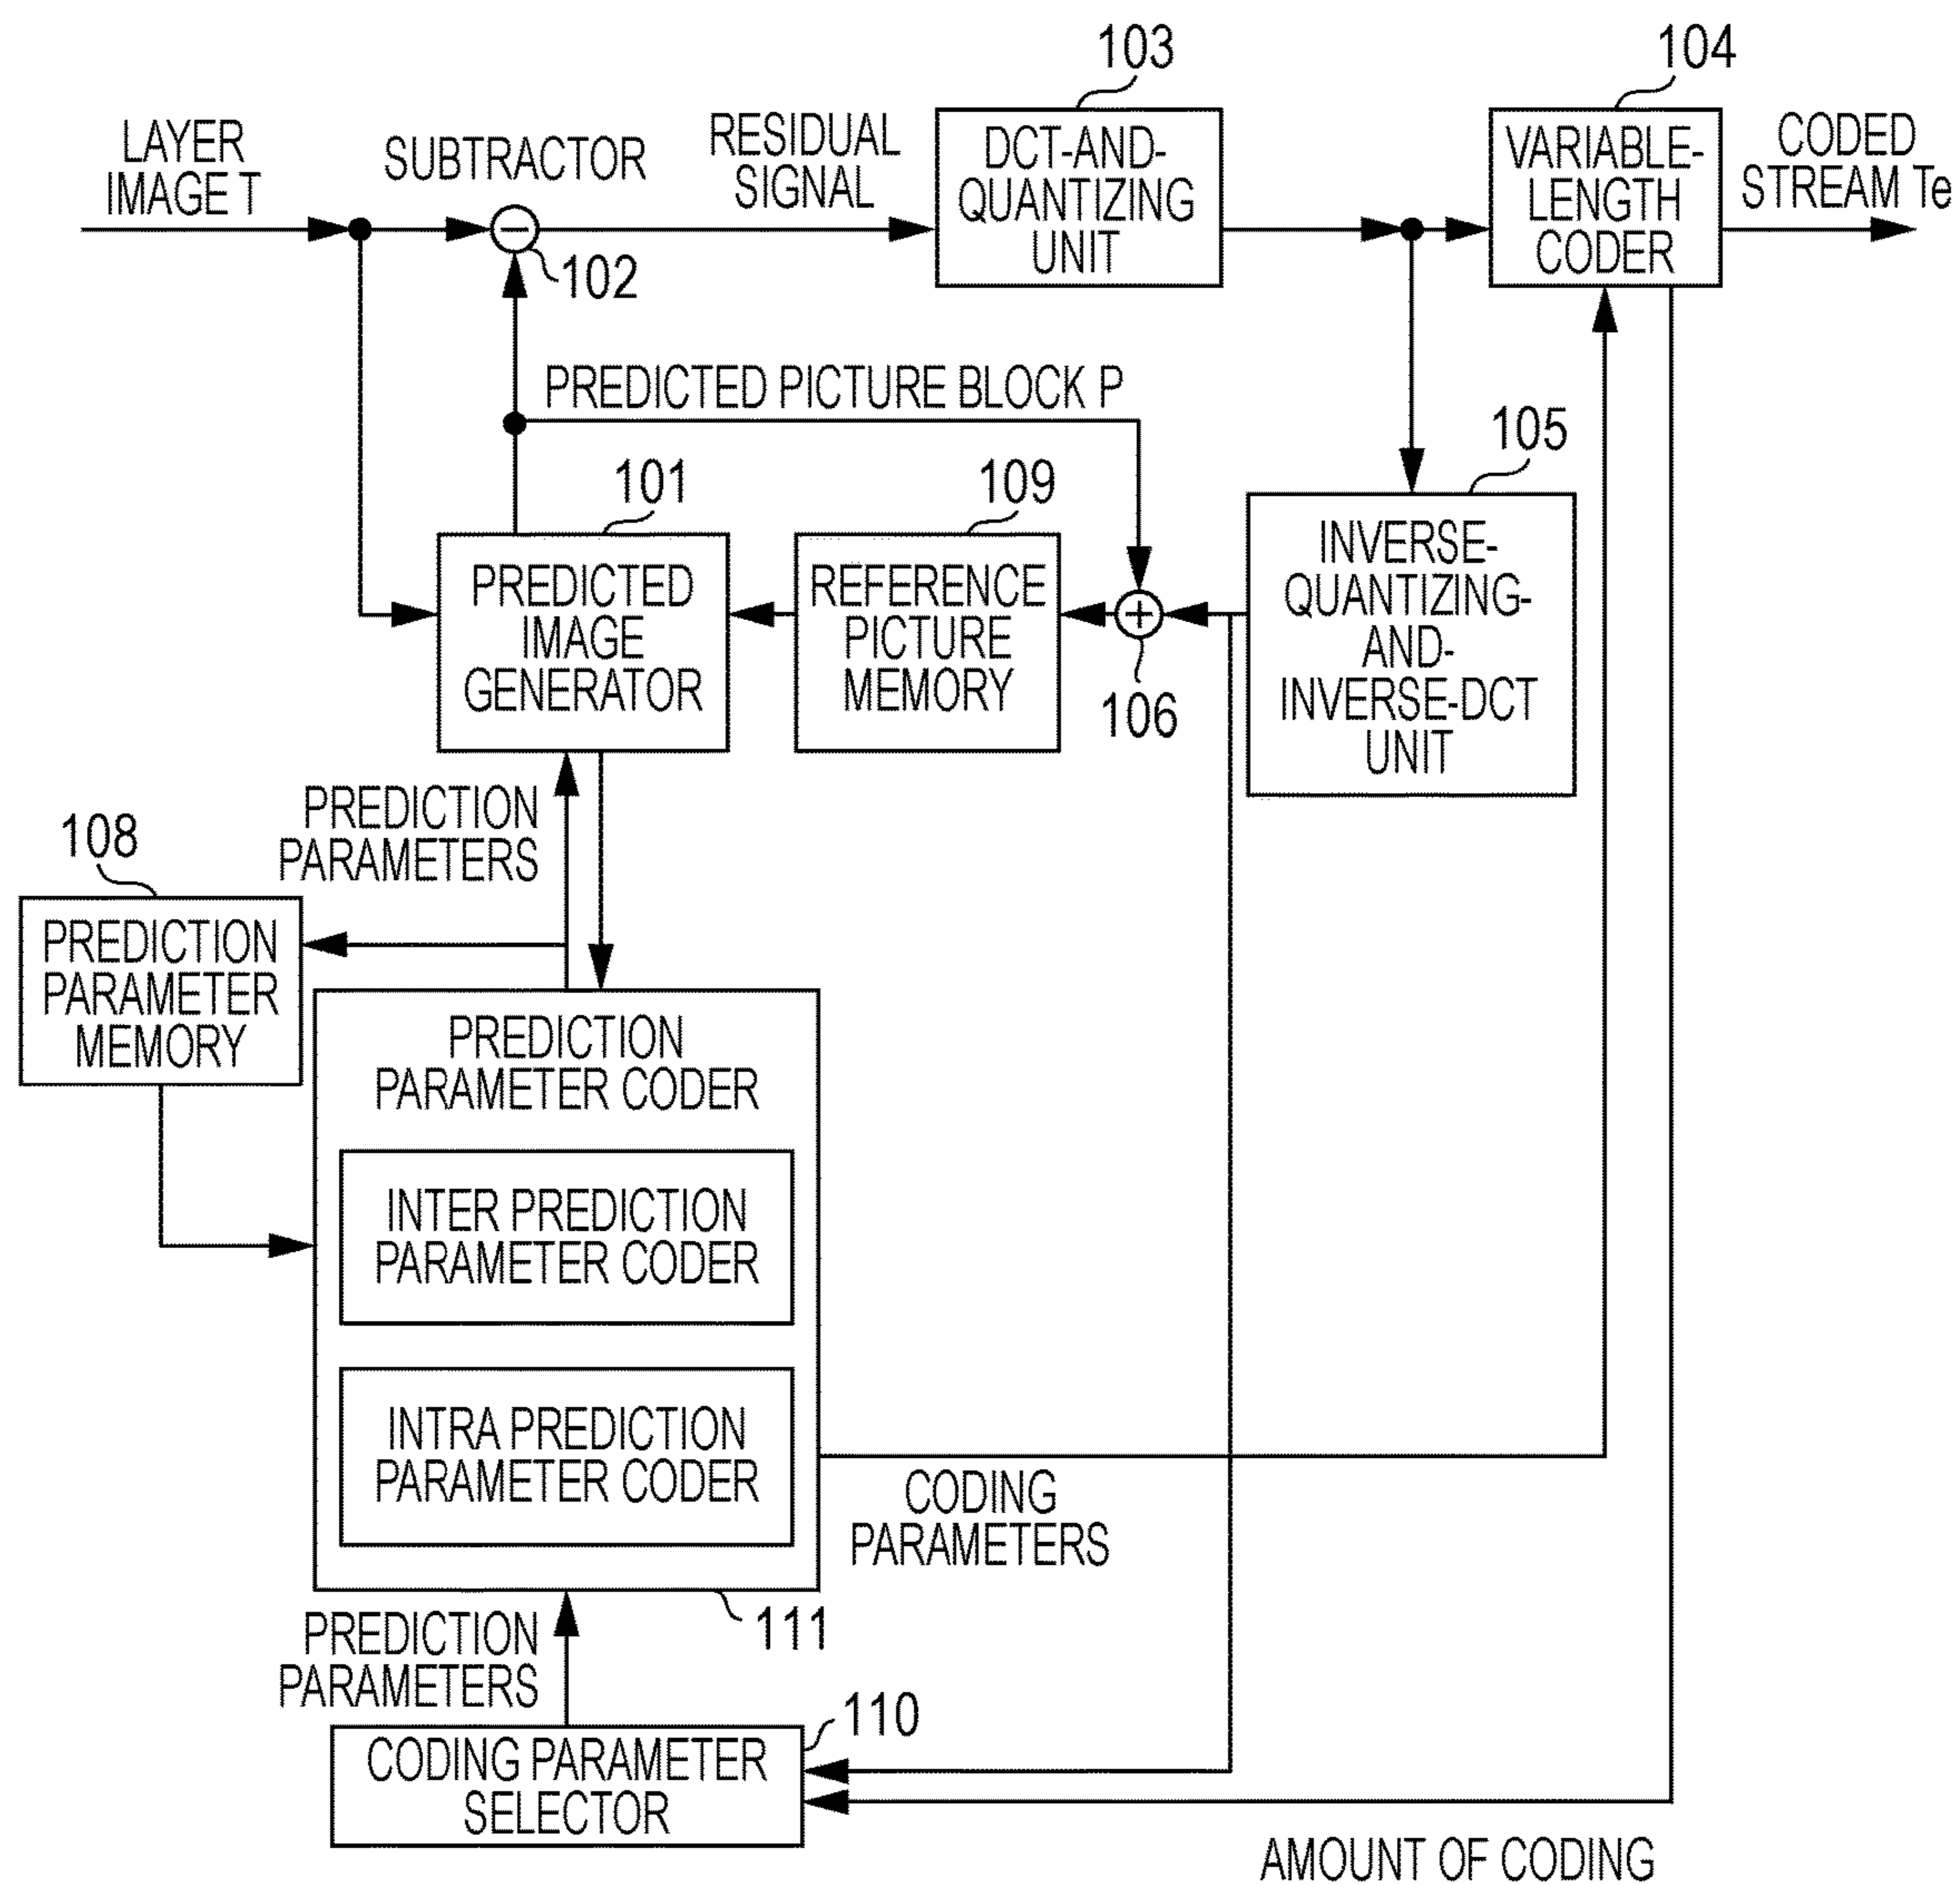 103
104
LAYER
IMAGE T
SUBTRACTOR
RESIDUAL
SIGNAL
DCT-AND-
QUANTIZING
UNIT
VARIABLE-
LENGTH
CODER
CODED
STREAM Te
−
102
PREDICTED PICTURE BLOCK P
101
109
105
PREDICTED
IMAGE
GENERATOR
REFERENCE
PICTURE
MEMORY
+
106
INVERSE-
QUANTIZING-
AND-
INVERSE-DCT
UNIT
PREDICTION
PARAMETERS
108
PREDICTION
PARAMETER
MEMORY
PREDICTION
PARAMETER CODER
INTER PREDICTION
PARAMETER CODER
INTRA PREDICTION
PARAMETER CODER
CODING
PARAMETERS
111
PREDICTION
PARAMETERS
110
CODING PARAMETER
SELECTOR
AMOUNT OF CODING